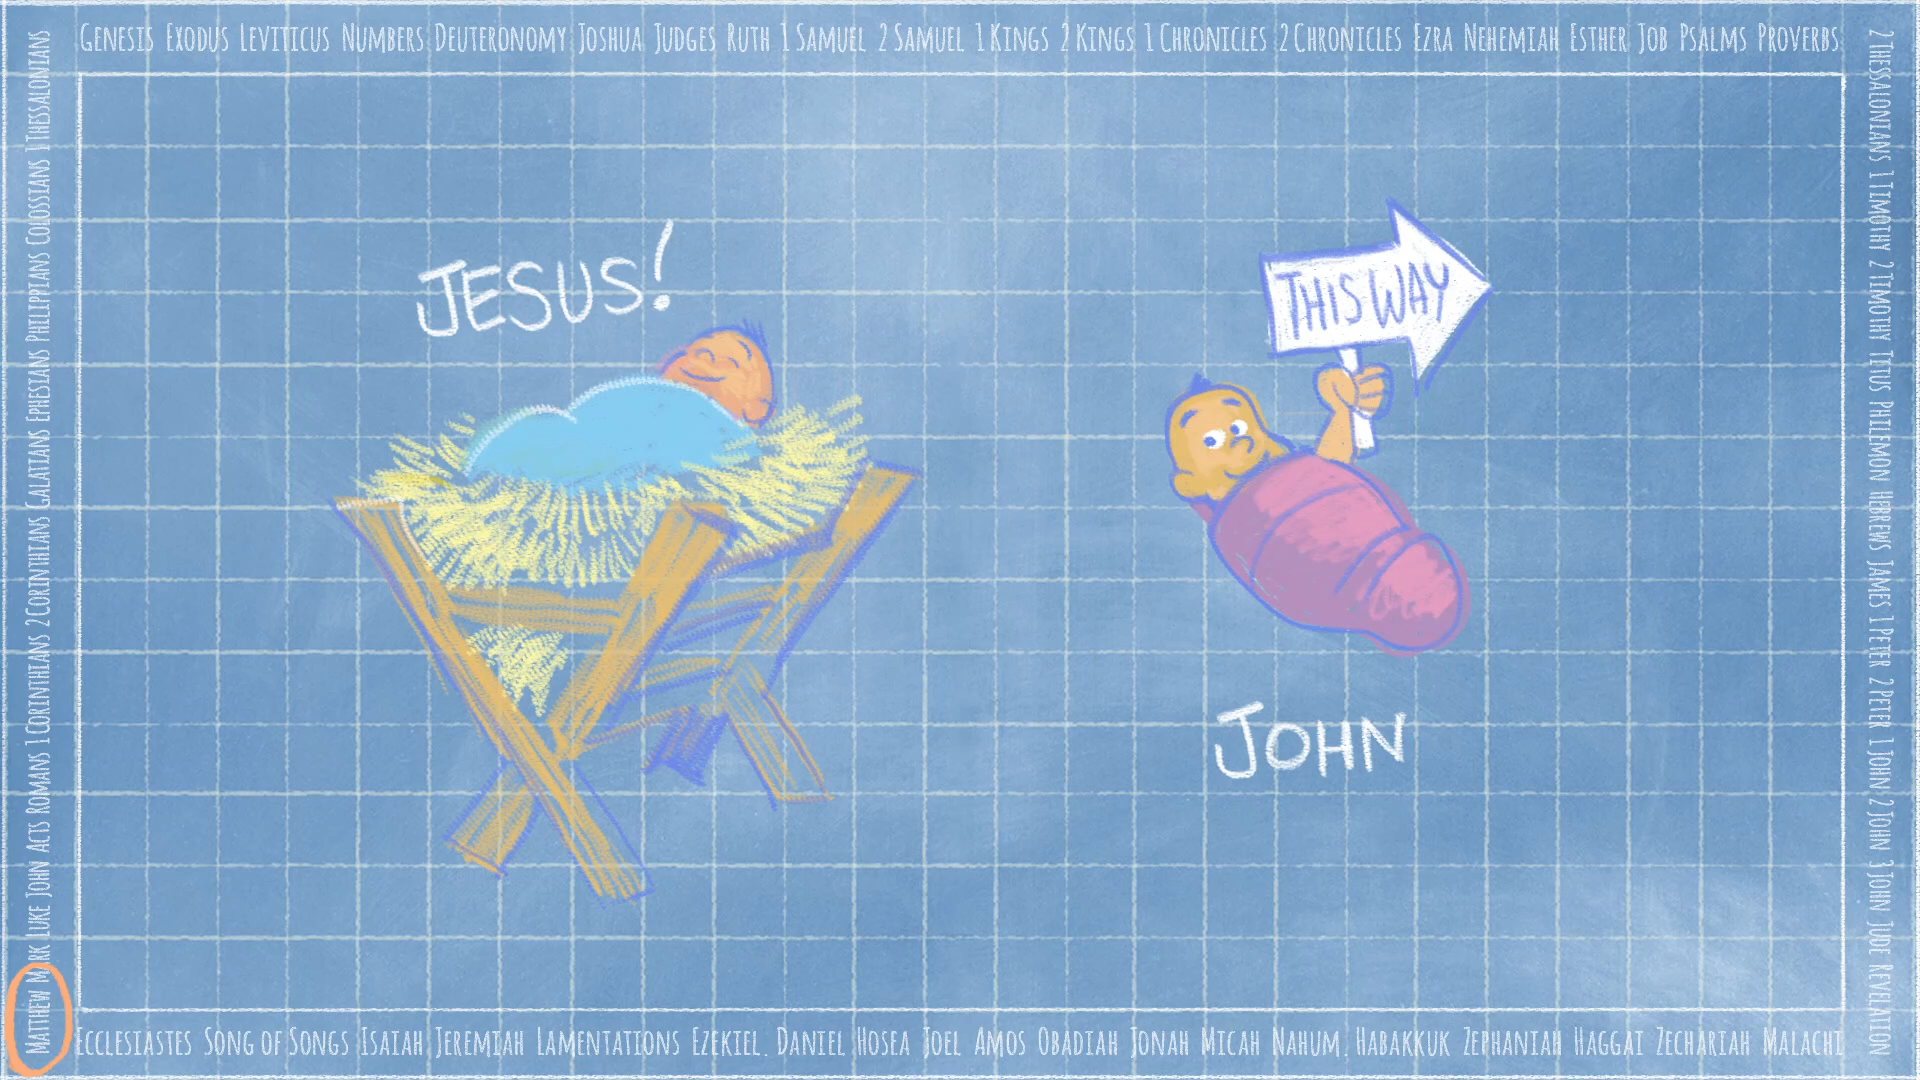 Genesis Exodus Leviticus Numbers Deuteronomy Joshua Judges Ruth 1 Samuel 2 Samuel 1 Kings 2 Kings 1 Chronicles 2 Chronicles Ezra Nehemiah Esther Job Psalms Proverbs
JESUS!
THIS WAY
JOHN
Ecclesiastes Song of Songs Isaiah Jeremiah Lamentations Ezekiel. Daniel Hosea Joel Amos Obadiah Jonah Micah Nahum. Habakkuk Zephaniah Haggai Zechariah Malachi
Matthew Mark Luke John Acts Romans 1 Corinthians 2 Corinthians Galatians Ephesians Philippians Colossians 1 Thessalonians
2 Thessalonians 1 Timothy 2 Timothy Titus Philemon Hebrews James 1 Peter 2 Peter 1 John 2 John 3 John Jude Revelation